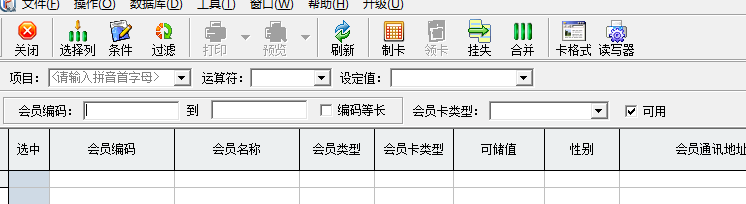 文件(F) 操作(O) 数据库(D) 工具(T) 窗口(W) 帮助(H) 升级(U)
关闭 选择列 条件 过滤 打印 预览 刷新 制卡 领卡 挂失 合并 卡格式 读写器
项目: <请输入拼音首字母> 运算符: 设定值:
会员编码: 到 编码等长 会员卡类型: 可用
选中 会员编码 会员名称 会员类型 会员卡类型 可储值 性别 会员通讯地址